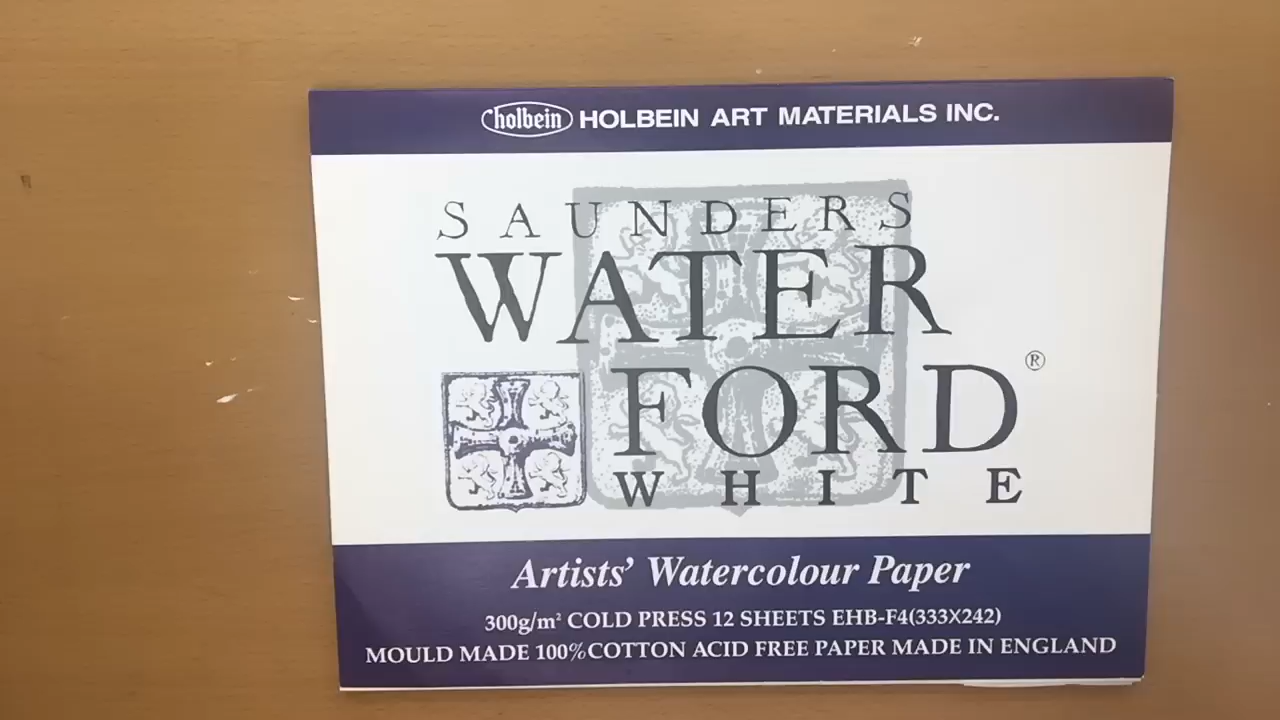 holbein HOLBEIN ART MATERIALS INC.
SAUNDERS
WATER
FORD®
WHITE
Artists’ Watercolour Paper
300g/m² COLD PRESS 12 SHEETS EHB-F4(333X242)
MOULD MADE 100%COTTON ACID FREE PAPER MADE IN ENGLAND